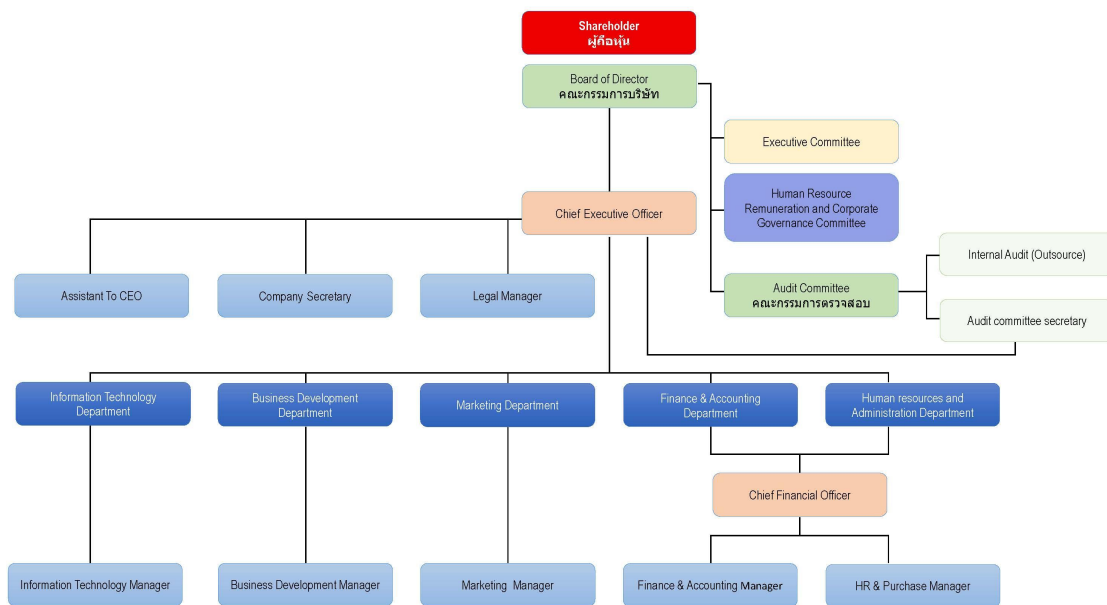 Shareholder
ผู้ถือหุ้น
Board of Director
คณะกรรมการบริษัท
Executive Committee
Human Resource
Remuneration and Corporate
Governance Committee
Chief Executive Officer
Internal Audit (Outsource)
Assistant To CEO
Company Secretary
Legal Manager
Audit Committee
คณะกรรมการตรวจสอบ
Audit committee secretary
Information Technology
Department
Business Development
Department
Marketing Department
Finance & Accounting
Department
Human resources and
Administration Department
Chief Financial Officer
Information Technology Manager
Business Development Manager
Marketing Manager
Finance & Accounting Manager
HR & Purchase Manager